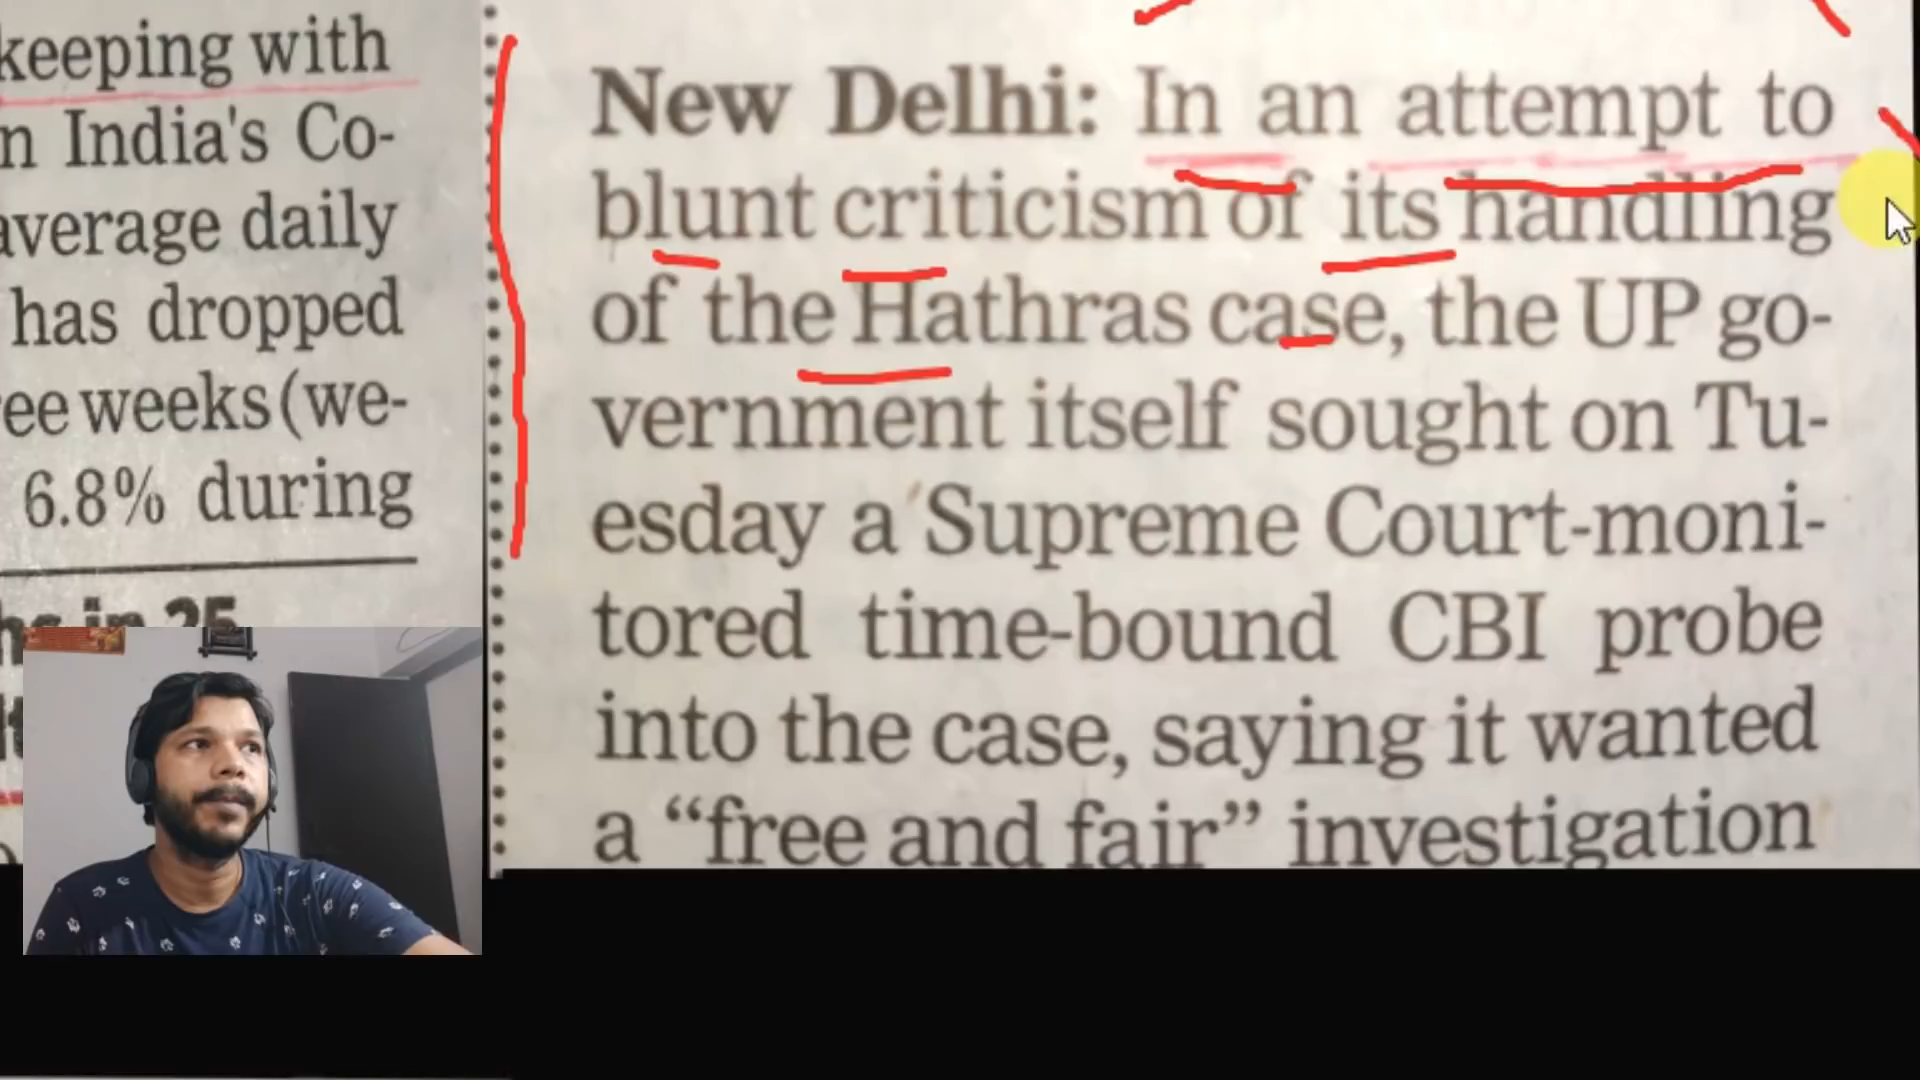 keeping with
n India's Co-
average daily
has dropped
ee weeks (we-
6.8% during
in 25
New Delhi: In an attempt to
blunt criticism of its handling
of the Hathras case, the UP go-
vernment itself sought on Tu-
esday a Supreme Court-moni-
tored time-bound CBI probe
into the case, saying it wanted
a “free and fair” investigation